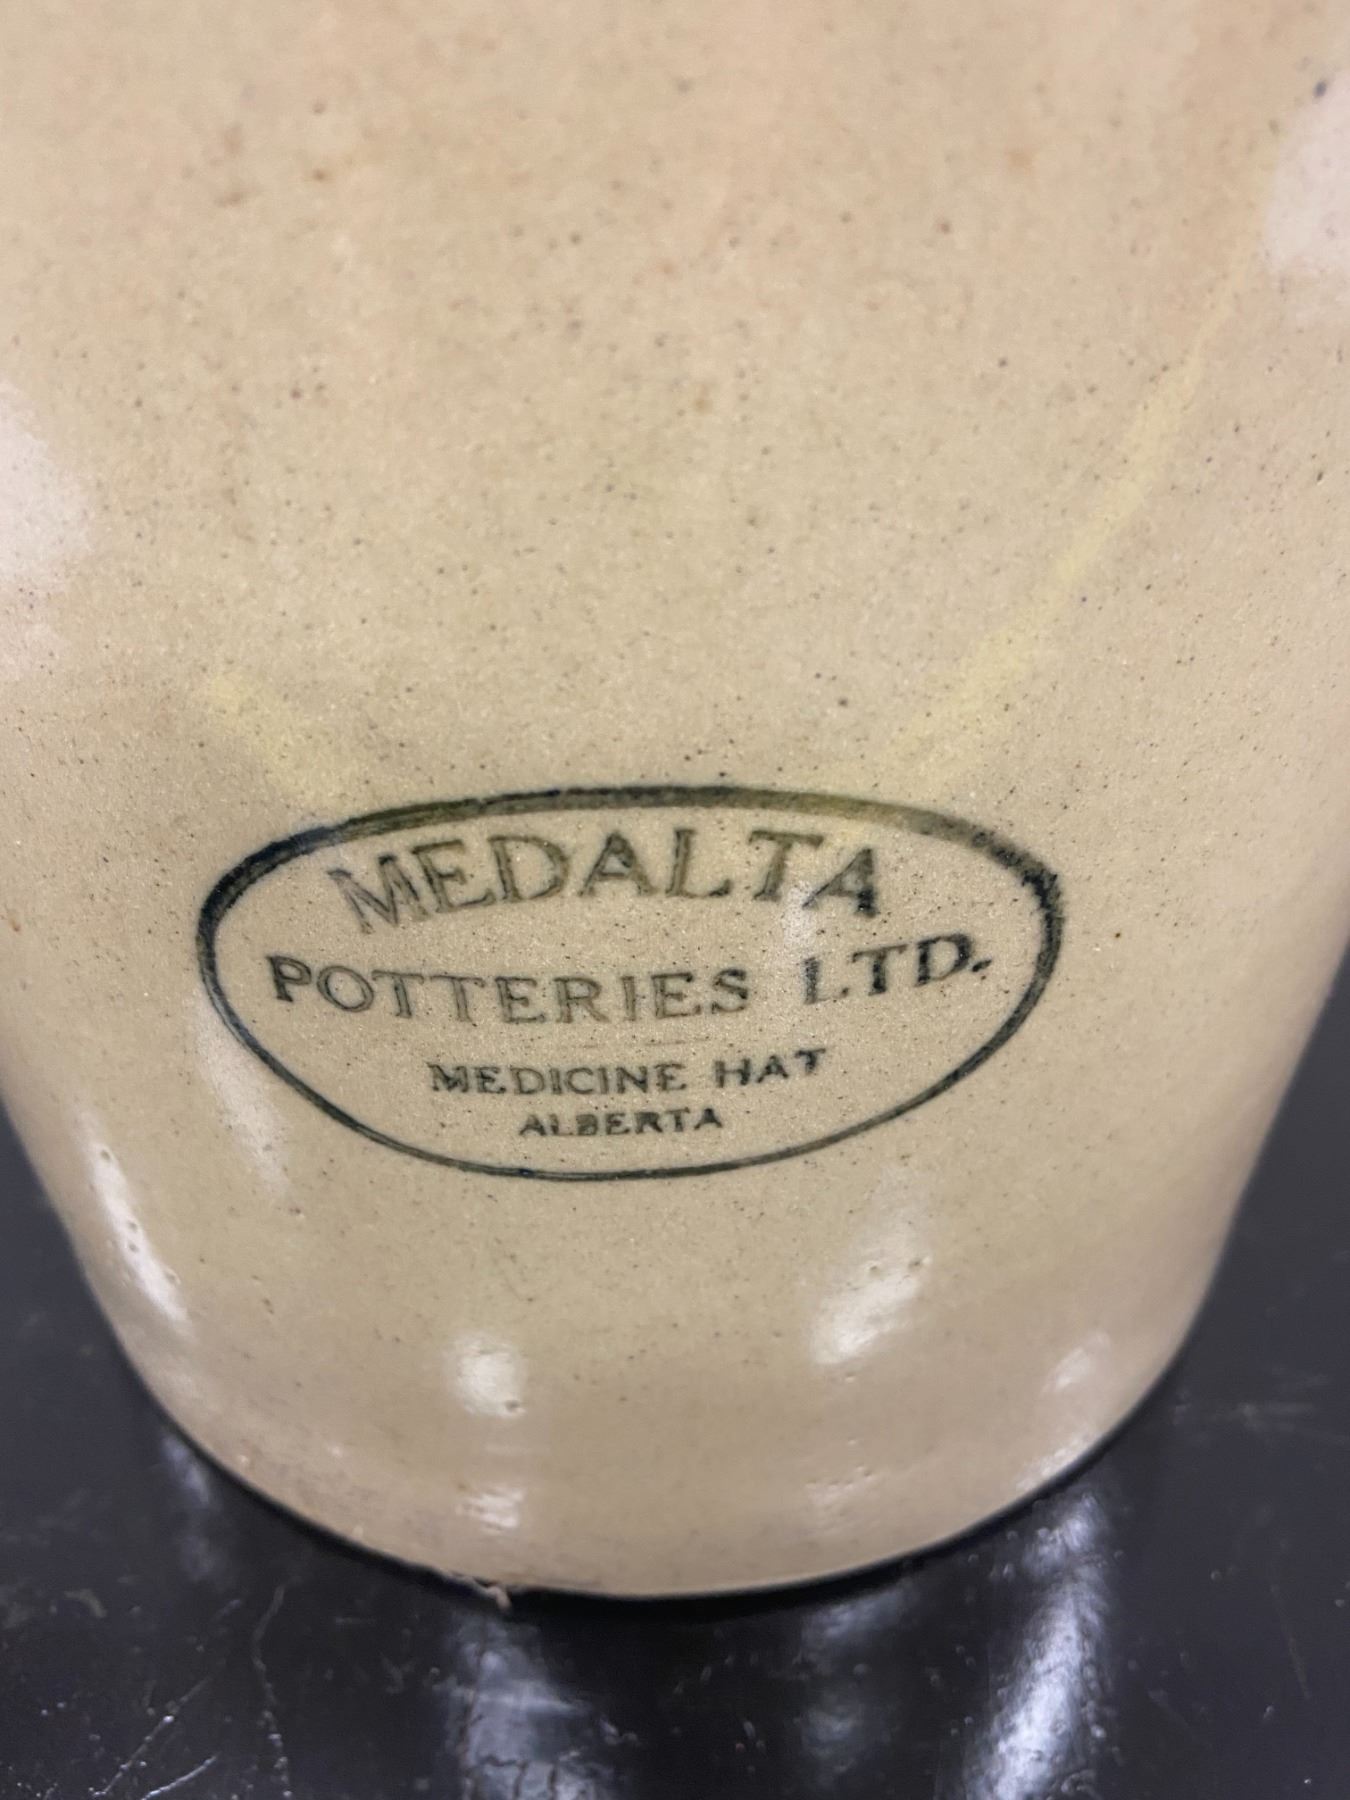 MEDALTA
POTTERIES LTD.
MEDICINE HAT
ALBERTA